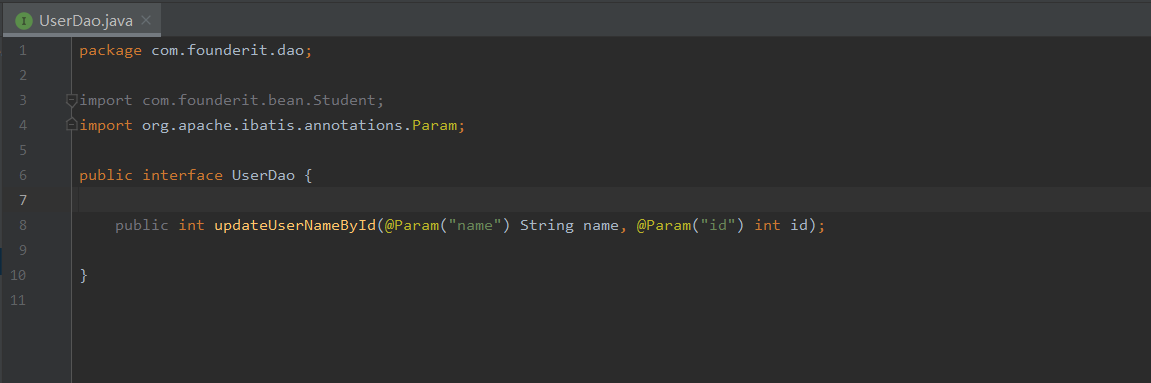 UserDao.java
1 package com.founderit.dao;
2
3 import com.founderit.bean.Student;
4 import org.apache.ibatis.annotations.Param;
5
6 public interface UserDao {
7
8 public int updateUserNameById(@Param("name") String name, @Param("id") int id);
9
10 }
11